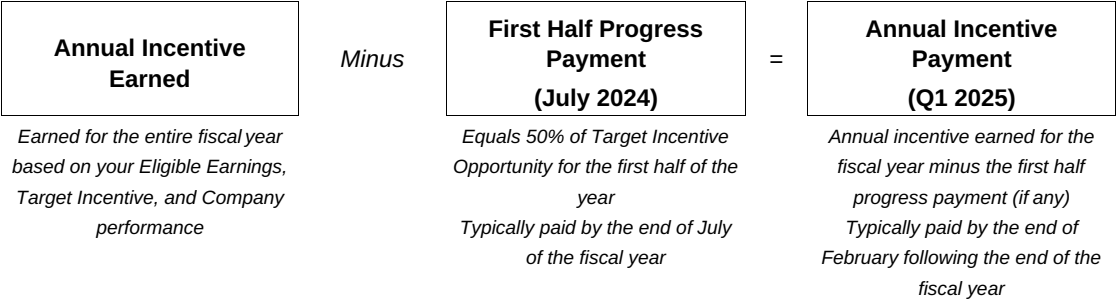 Annual Incentive
Earned
Minus
First Half Progress
Payment
(July 2024)
=
Annual Incentive
Payment
(Q1 2025)
Earned for the entire fiscal year
based on your Eligible Earnings,
Target Incentive, and Company
performance
Equals 50% of Target Incentive
Opportunity for the first half of the
year
Typically paid by the end of July
of the fiscal year
Annual incentive earned for the
fiscal year minus the first half
progress payment (if any)
Typically paid by the end of
February following the end of the
fiscal year